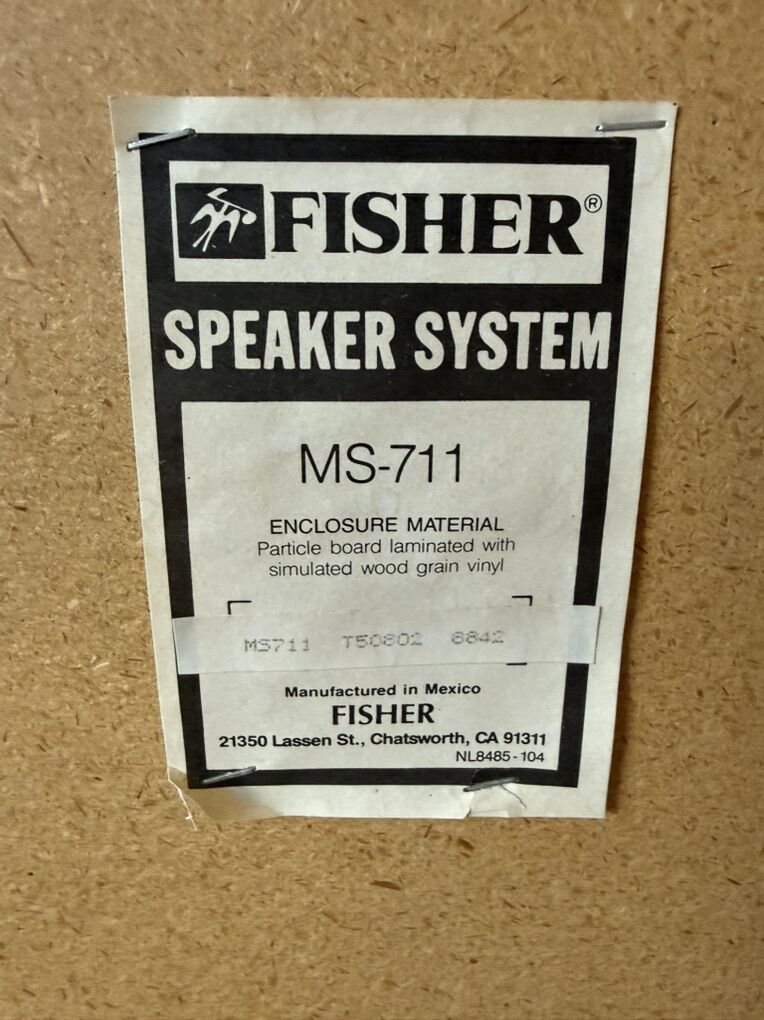 FISHER®
SPEAKER SYSTEM
MS-711
ENCLOSURE MATERIAL
Particle board laminated with
simulated wood grain vinyl
MS711 T50802 8842
Manufactured in Mexico
FISHER
21350 Lassen St., Chatsworth, CA 91311
NL8485-104